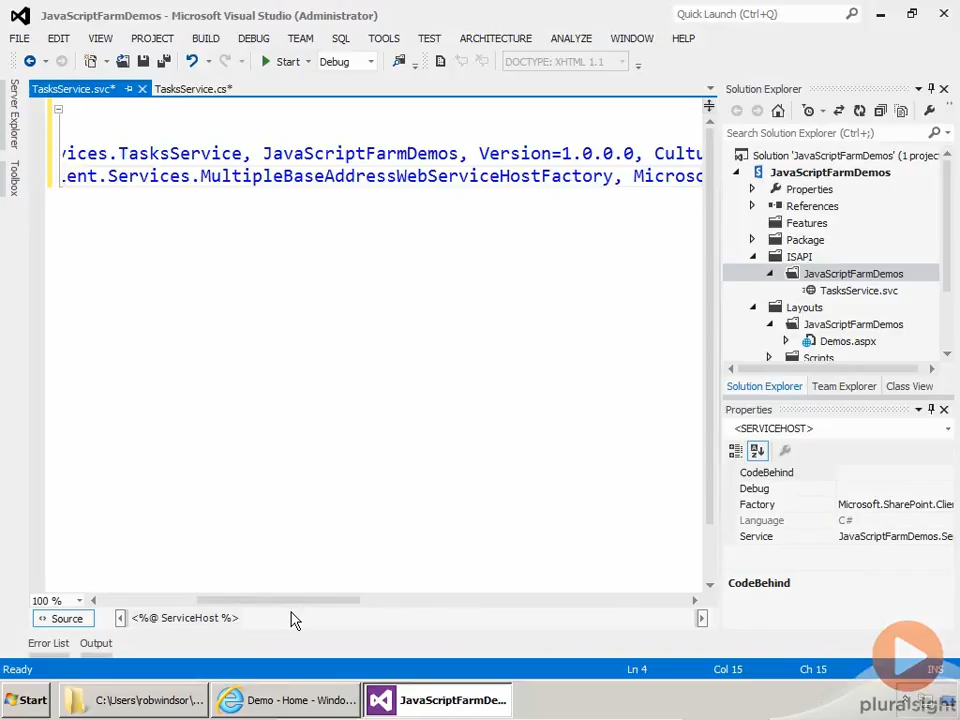 JavaScriptFarmDemos - Microsoft Visual Studio (Administrator)
Quick Launch (Ctrl+Q)
FILE EDIT VIEW PROJECT BUILD DEBUG TEAM SQL TOOLS TEST ARCHITECTURE ANALYZE WINDOW HELP
Start Debug DOCTYPE: XHTML 1.1
Server Explorer
Toolbox
TasksService.svc* TasksService.cs*
vices.TasksService, JavaScriptFarmDemos, Version=1.0.0.0, Cultu
ent.Services.MultipleBaseAddressWebServiceHostFactory, Microsc
Solution Explorer
Search Solution Explorer (Ctrl+;)
Solution 'JavaScriptFarmDemos' (1 projec
JavaScriptFarmDemos
Properties
References
Features
Package
ISAPI
JavaScriptFarmDemos
TasksService.svc
Layouts
JavaScriptFarmDemos
Demos.aspx
Scripts
Solution Explorer Team Explorer Class View
Properties
<SERVICEHOST>
CodeBehind
Debug
Factory Microsoft.SharePoint.Clie
Language C#
Service JavaScriptFarmDemos.Se
CodeBehind
100 %
Source <%@ ServiceHost %>
Error List Output
Ready Ln 4 Col 15 Ch 15 INS
Start C:\Users\robwindsor\... Demo - Home - Windo... JavaScriptFarmDe...
pluralsight